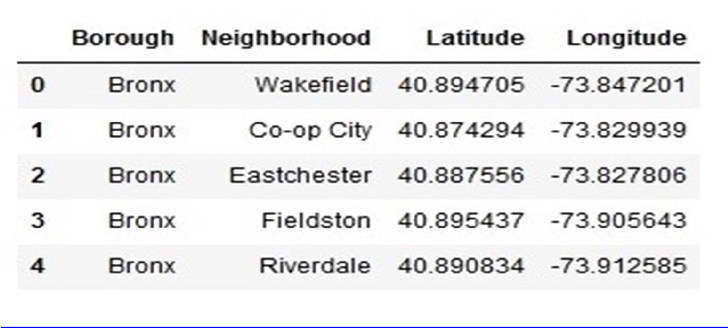 Borough Neighborhood Latitude Longitude
0 Bronx Wakefield 40.894705 -73.847201
1 Bronx Co-op City 40.874294 -73.829939
2 Bronx Eastchester 40.887556 -73.827806
3 Bronx Fieldston 40.895437 -73.905643
4 Bronx Riverdale 40.890834 -73.912585